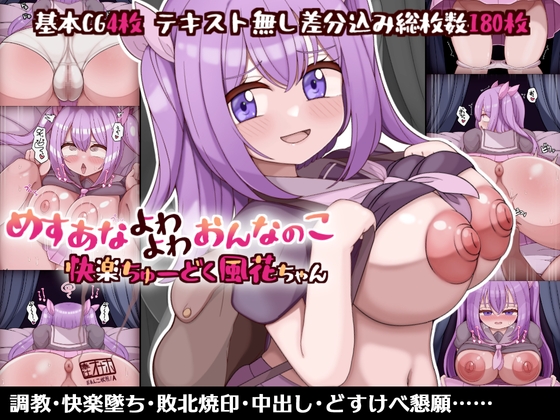 基本CG4枚 テキスト無し差分込み総枚数180枚
めすあなよわよわおんなのこ
快楽ちゅーどく風花ちゃん
調教・快楽墜ち・敗北焼印・中出し・どすけべ懇願……